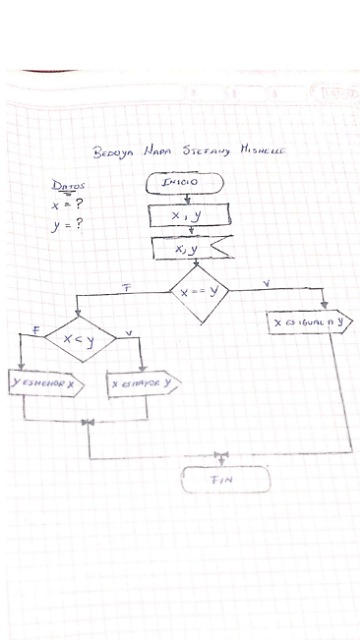 BEDOYA NAPA STEFANY MISHELLE
DATOS
x = ?
y = ?
INICIO
x, y
x, y
x == y
F
V
x < y
F
V
x ES IGUAL A y
y ES MENOR x
x ES MAYOR y
FIN